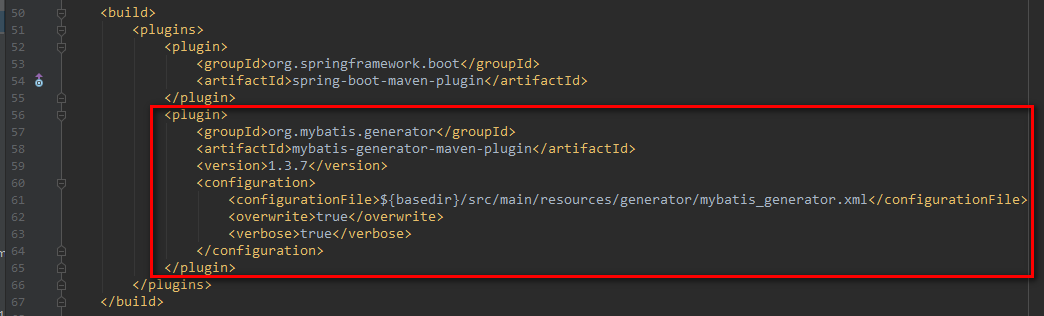 50 <build>
51 <plugins>
52 <plugin>
53 <groupId>org.springframework.boot</groupId>
54 <artifactId>spring-boot-maven-plugin</artifactId>
55 </plugin>
56 <plugin>
57 <groupId>org.mybatis.generator</groupId>
58 <artifactId>mybatis-generator-maven-plugin</artifactId>
59 <version>1.3.7</version>
60 <configuration>
61 <configurationFile>${basedir}/src/main/resources/generator/mybatis_generator.xml</configurationFile>
62 <overwrite>true</overwrite>
63 <verbose>true</verbose>
64 </configuration>
65 </plugin>
66 </plugins>
67 </build>